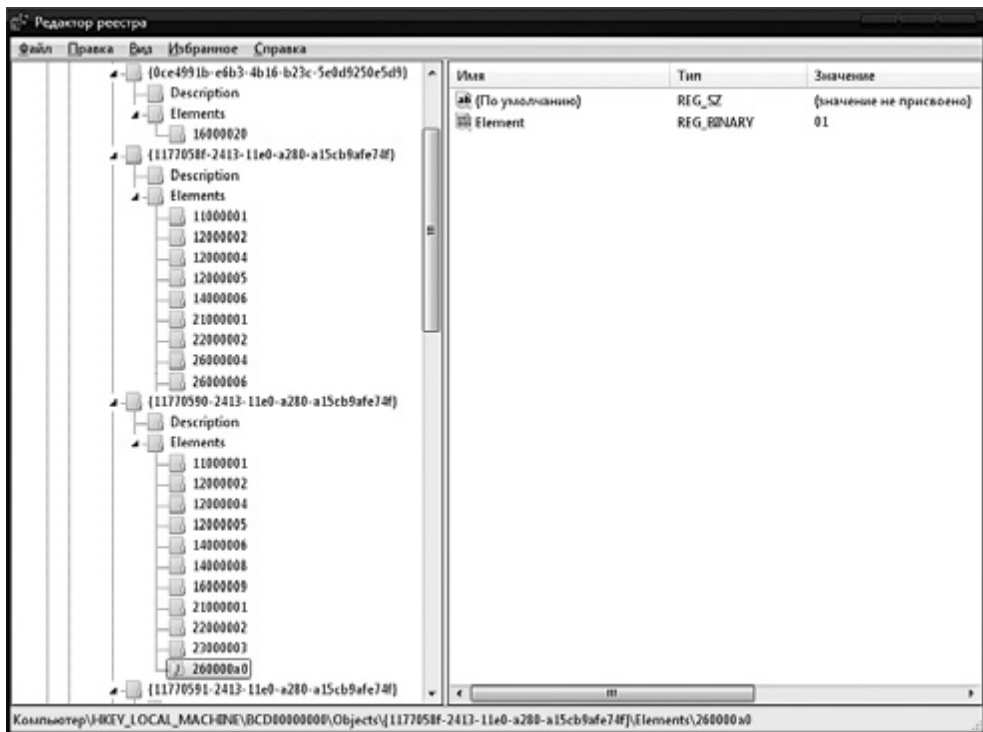 Редактор реестра
Файл Правка Вид Избранное Справка
{0ce4991b-e6b3-4b16-b23c-5e0d9250e5d9}
Description
Elements
16000020
{1177058f-2413-11e0-a280-a15cb9afe74f}
Description
Elements
11000001
12000002
12000004
12000005
14000006
21000001
22000002
26000004
26000006
{11770590-2413-11e0-a280-a15cb9afe74f}
Description
Elements
11000001
12000002
12000004
12000005
14000006
14000008
16000009
21000001
22000002
23000003
260000a0
{11770591-2413-11e0-a280-a15cb9afe74f}
Имя Тип Значение
(По умолчанию) REG_SZ (значение не присвоено)
Element REG_BINARY 01
Компьютер\HKEY_LOCAL_MACHINE\BCD00000000\Objects\{1177058f-2413-11e0-a280-a15cb9afe74f}\Elements\260000a0